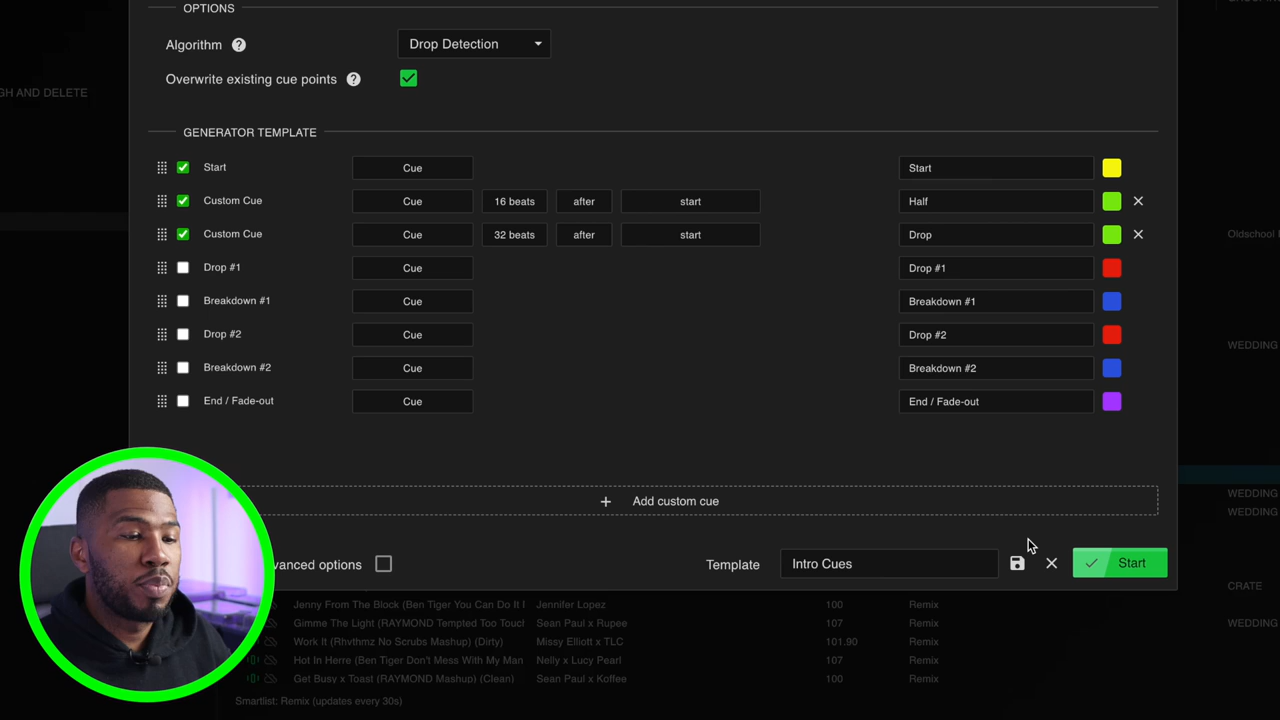 OPTIONS
Algorithm ? Drop Detection
GH AND DELETE
Overwrite existing cue points ?
GENERATOR TEMPLATE
Start Cue Start
Custom Cue Cue 16 beats after start Half
Custom Cue Cue 32 beats after start Drop
Oldschool
Drop #1 Cue Drop #1
Breakdown #1 Cue Breakdown #1
Drop #2 Cue Drop #2
WEDDING
Breakdown #2 Cue Breakdown #2
End / Fade-out Cue End / Fade-out
WEDDING
+ Add custom cue
WEDDING
vanced options Template Intro Cues Start
CRATE
Jenny From The Block (Ben Tiger You Can Do It Jennifer Lopez 100 Remix
Gimme The Light (RAYMOND Tempted Too Touch Sean Paul x Rupee 107 Remix
WEDDING
Work It (Rhythmz No Scrubs Mashup) (Dirty) Missy Elliott x TLC 101.90 Remix
Hot In Herre (Ben Tiger Don't Mess With My Man Nelly x Lucy Pearl 107 Remix
Get Busy x Toast (RAYMOND Mashup) (Clean) Sean Paul x Koffee 100 Remix
Smartlist: Remix (updates every 30s)